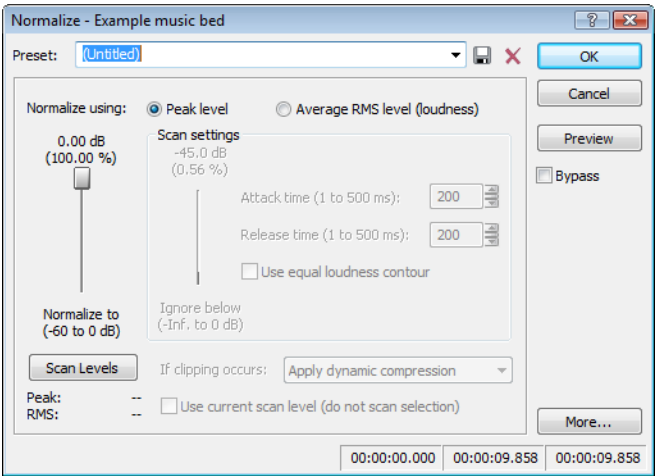 Normalize - Example music bed
Preset: (Untitled)
OK
Cancel
Preview
Bypass
Normalize using: Peak level Average RMS level (loudness)
0.00 dB
(100.00 %)
Scan settings
-45.0 dB
(0.56 %)
Attack time (1 to 500 ms): 200
Release time (1 to 500 ms): 200
Use equal loudness contour
Ignore below
(-Inf. to 0 dB)
Normalize to
(-60 to 0 dB)
Scan Levels
If clipping occurs: Apply dynamic compression
Peak: --
RMS: --
Use current scan level (do not scan selection)
More...
00:00:00.000 00:00:09.858 00:00:09.858